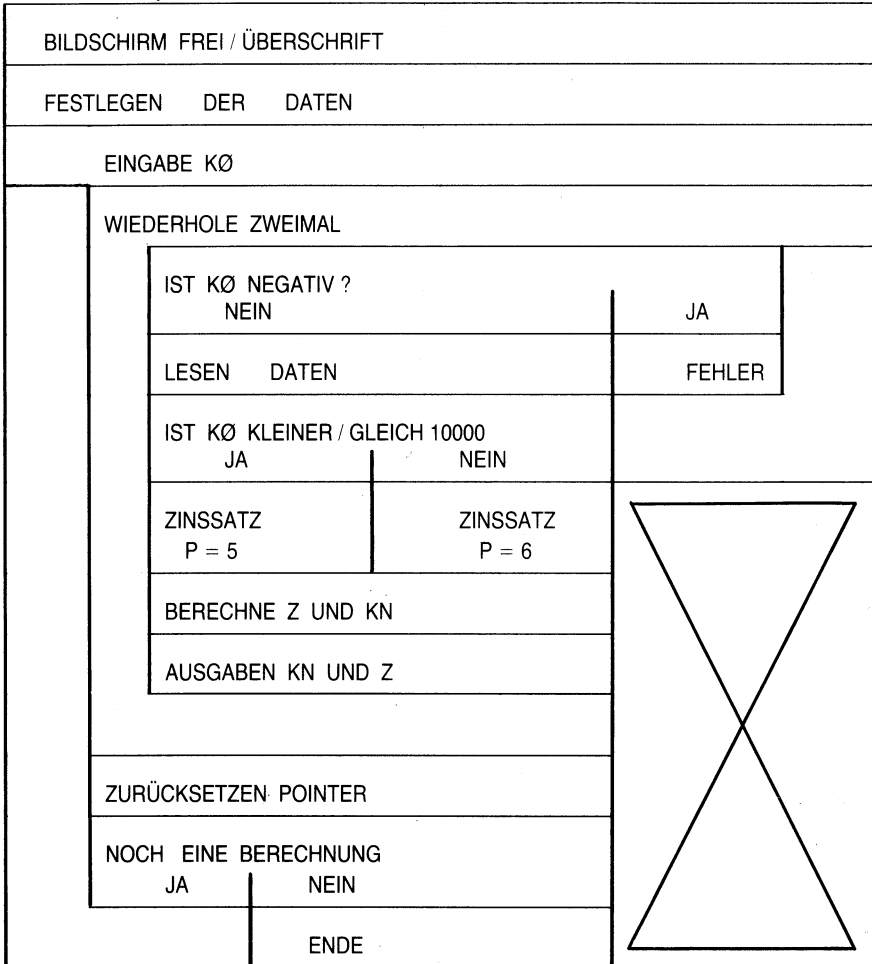 BILDSCHIRM FREI / ÜBERSCHRIFT
FESTLEGEN DER DATEN
EINGABE KØ
WIEDERHOLE ZWEIMAL
IST KØ NEGATIV ?
NEIN JA
LESEN DATEN FEHLER
IST KØ KLEINER / GLEICH 10000
JA NEIN
ZINSSATZ ZINSSATZ
P = 5 P = 6
BERECHNE Z UND KN
AUSGABEN KN UND Z
ZURÜCKSETZEN POINTER
NOCH EINE BERECHNUNG
JA NEIN
ENDE